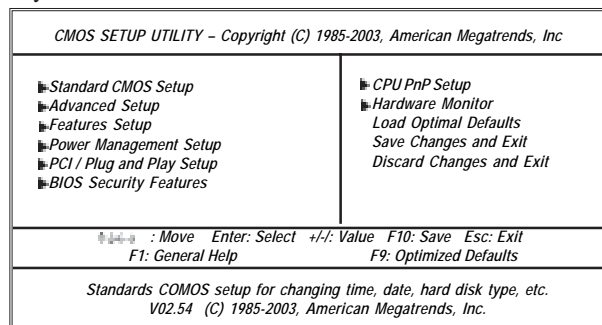 CMOS SETUP UTILITY – Copyright (C) 1985-2003, American Megatrends, Inc
Standard CMOS Setup
Advanced Setup
Features Setup
Power Management Setup
PCI / Plug and Play Setup
BIOS Security Features
CPU PnP Setup
Hardware Monitor
Load Optimal Defaults
Save Changes and Exit
Discard Changes and Exit
: Move Enter: Select +/-/: Value F10: Save Esc: Exit
F1: General Help F9: Optimized Defaults
Standards COMOS setup for changing time, date, hard disk type, etc.
V02.54 (C) 1985-2003, American Megatrends, Inc.